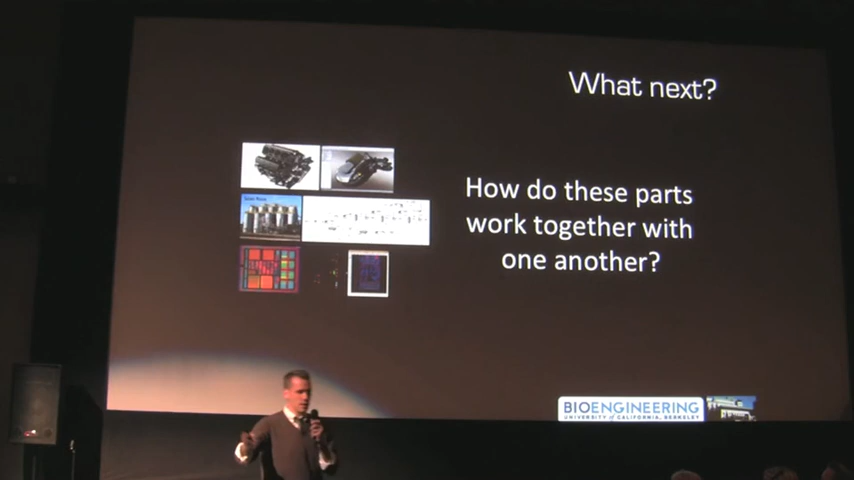 What next?
How do these parts
work together with
one another?
BIOENGINEERING
UNIVERSITY OF CALIFORNIA, BERKELEY